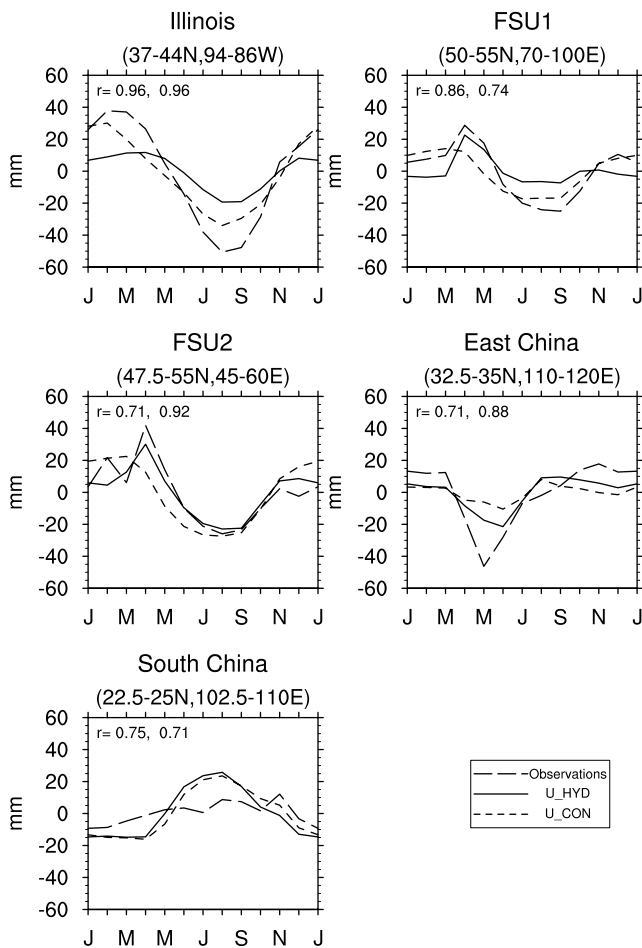 Illinois
(37-44N,94-86W)
r= 0.96, 0.96
60
40
20
0
-20
-40
-60
mm
J M M J S N J
FSU1
(50-55N,70-100E)
r= 0.86, 0.74
60
40
20
0
-20
-40
-60
mm
J M M J S N J
FSU2
(47.5-55N,45-60E)
r= 0.71, 0.92
60
40
20
0
-20
-40
-60
mm
J M M J S N J
East China
(32.5-35N,110-120E)
r= 0.71, 0.88
60
40
20
0
-20
-40
-60
mm
J M M J S N J
South China
(22.5-25N,102.5-110E)
r= 0.75, 0.71
60
40
20
0
-20
-40
-60
mm
J M M J S N J
Observations
U_HYD
U_CON